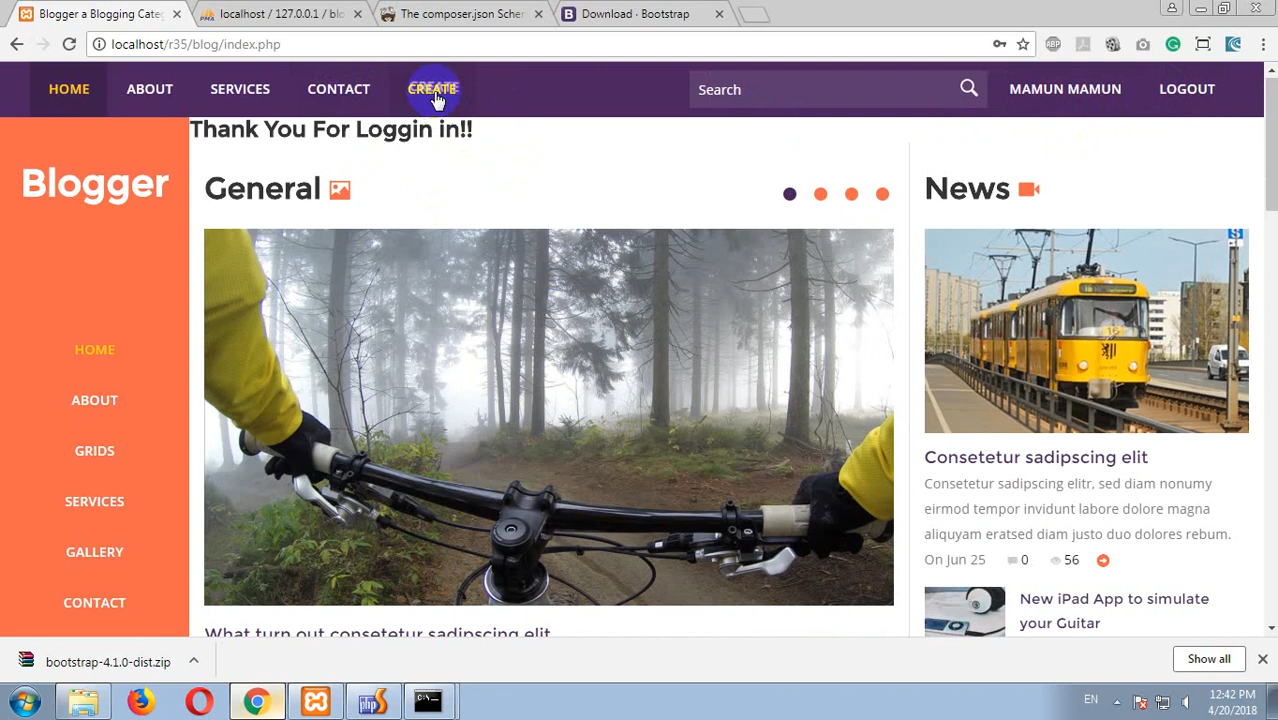 Blogger a Blogging Cate
localhost / 127.0.0.1 / blo
The composer.json Scher
Download · Bootstrap
localhost/r35/blog/index.php
HOME ABOUT SERVICES CONTACT CREATE Search MAMUN MAMUN LOGOUT
Thank You For Loggin in!!
Blogger
General
News
HOME
ABOUT
GRIDS
SERVICES
GALLERY
CONTACT
Consetetur sadipscing elit
Consetetur sadipscing elitr, sed diam nonumy
eirmod tempor invidunt labore dolore magna
aliquyam eratsed diam justo duo dolores rebum.
On Jun 25 0 56
New iPad App to simulate
your Guitar
What turn out consetetur sadipscing elit
bootstrap-4.1.0-dist.zip
Show all
EN
12:42 PM
4/20/2018